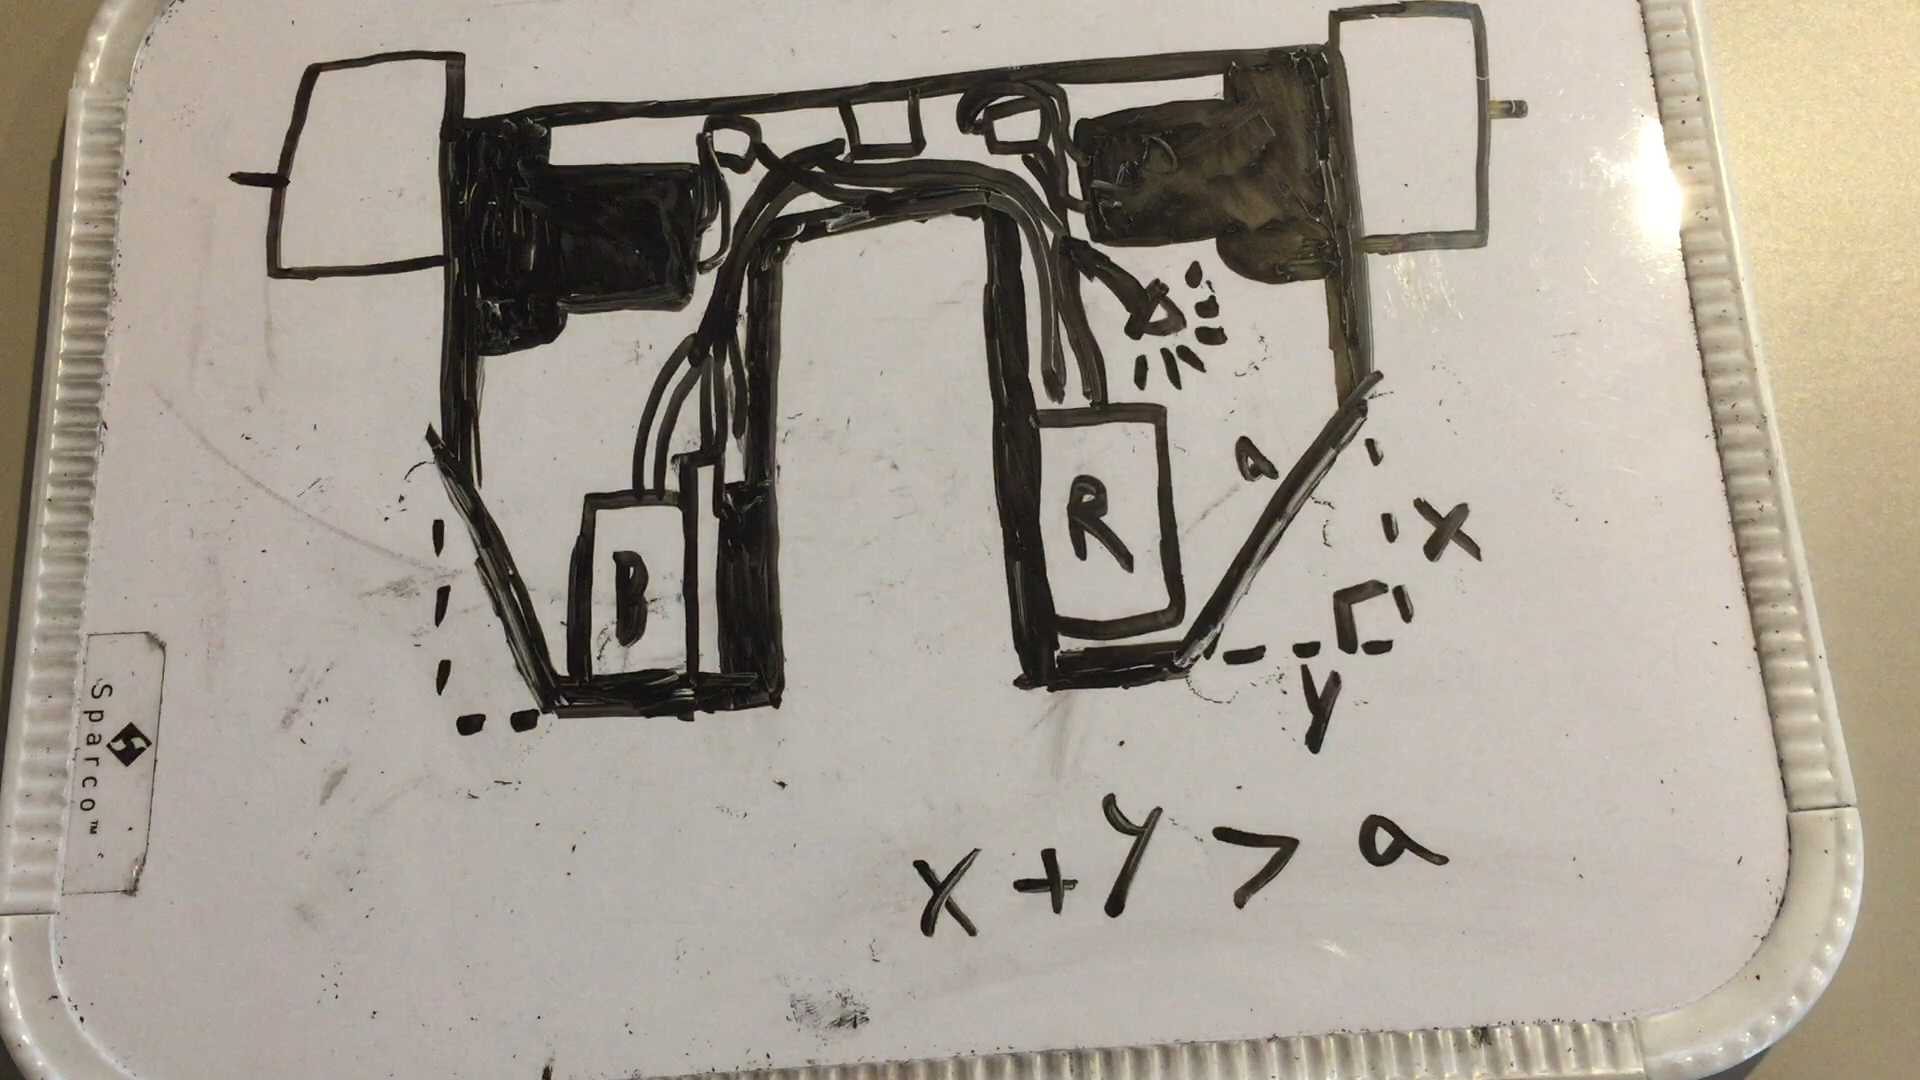 B
R
a
x
y
x + y > a
Sparco™